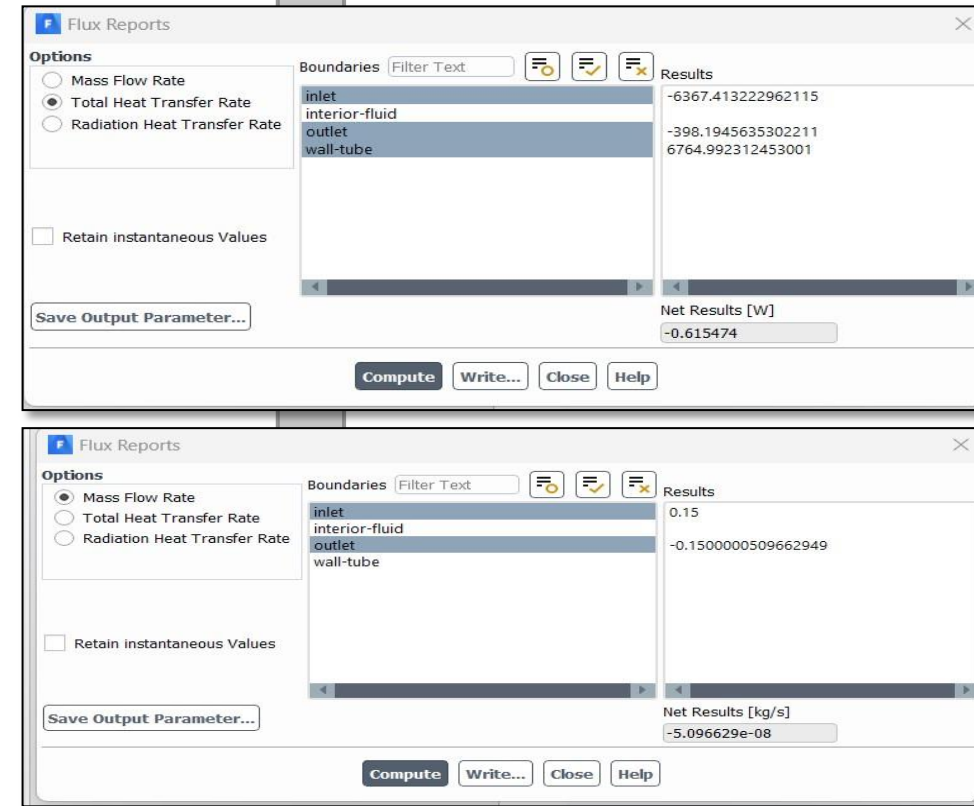 Flux Reports
Options
Mass Flow Rate
Total Heat Transfer Rate
Radiation Heat Transfer Rate
Boundaries Filter Text
inlet
interior-fluid
outlet
wall-tube
Results
-6367.413222962115
-398.1945635302211
6764.992312453001
Retain instantaneous Values
Save Output Parameter...
Net Results [W]
-0.615474
Compute Write... Close Help
Flux Reports
Options
Mass Flow Rate
Total Heat Transfer Rate
Radiation Heat Transfer Rate
Boundaries Filter Text
inlet
interior-fluid
outlet
wall-tube
Results
0.15
-0.1500000509662949
Retain instantaneous Values
Save Output Parameter...
Net Results [kg/s]
-5.096629e-08
Compute Write... Close Help